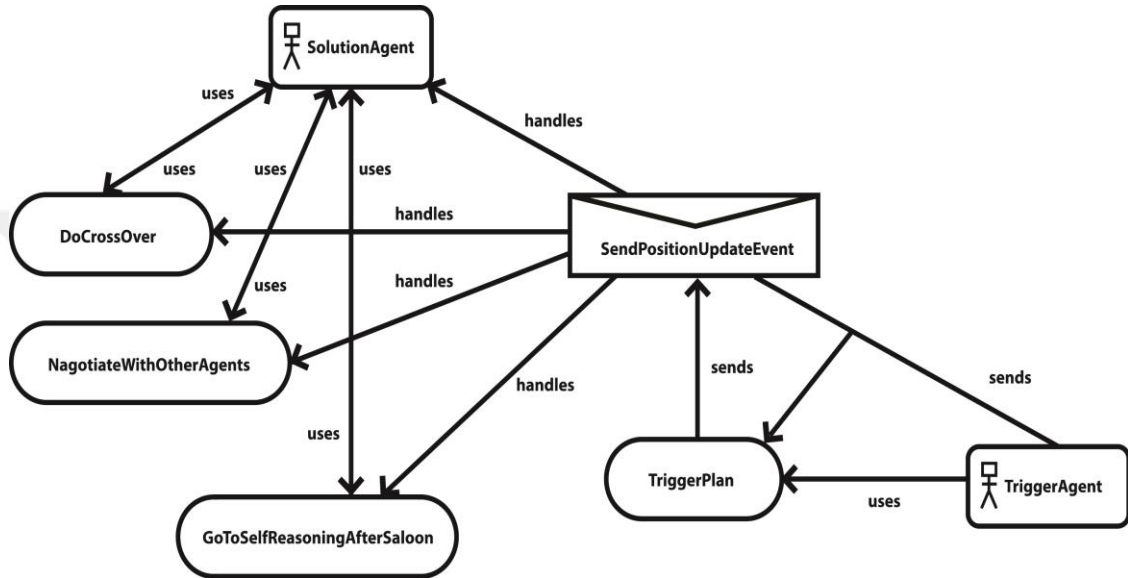 SolutionAgent
uses
handles
uses
uses
uses
handles
DoCrossOver
SendPositionUpdateEvent
uses
handles
NagotiateWithOtherAgents
sends
handles
sends
uses
TriggerPlan
TriggerAgent
uses
GoToSelfReasoningAfterSaloon